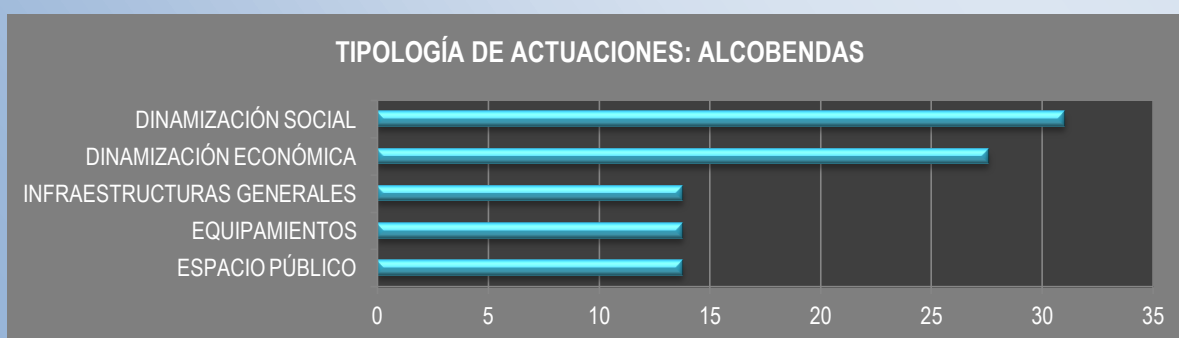 TIPOLOGÍA DE ACTUACIONES: ALCOBENDAS
DINAMIZACIÓN SOCIAL
DINAMIZACIÓN ECONÓMICA
INFRAESTRUCTURAS GENERALES
EQUIPAMIENTOS
ESPACIO PÚBLICO
0 5 10 15 20 25 30 35